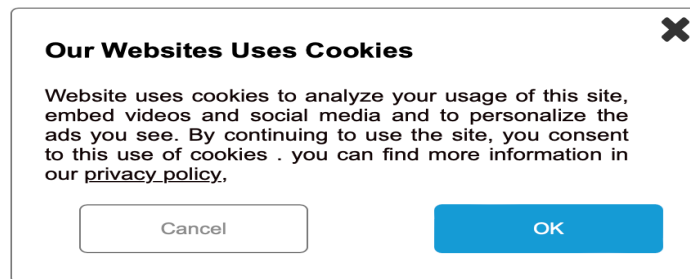 Our Websites Uses Cookies
Website uses cookies to analyze your usage of this site,
embed videos and social media and to personalize the
ads you see. By continuing to use the site, you consent
to this use of cookies . you can find more information in
our privacy policy,
Cancel
OK